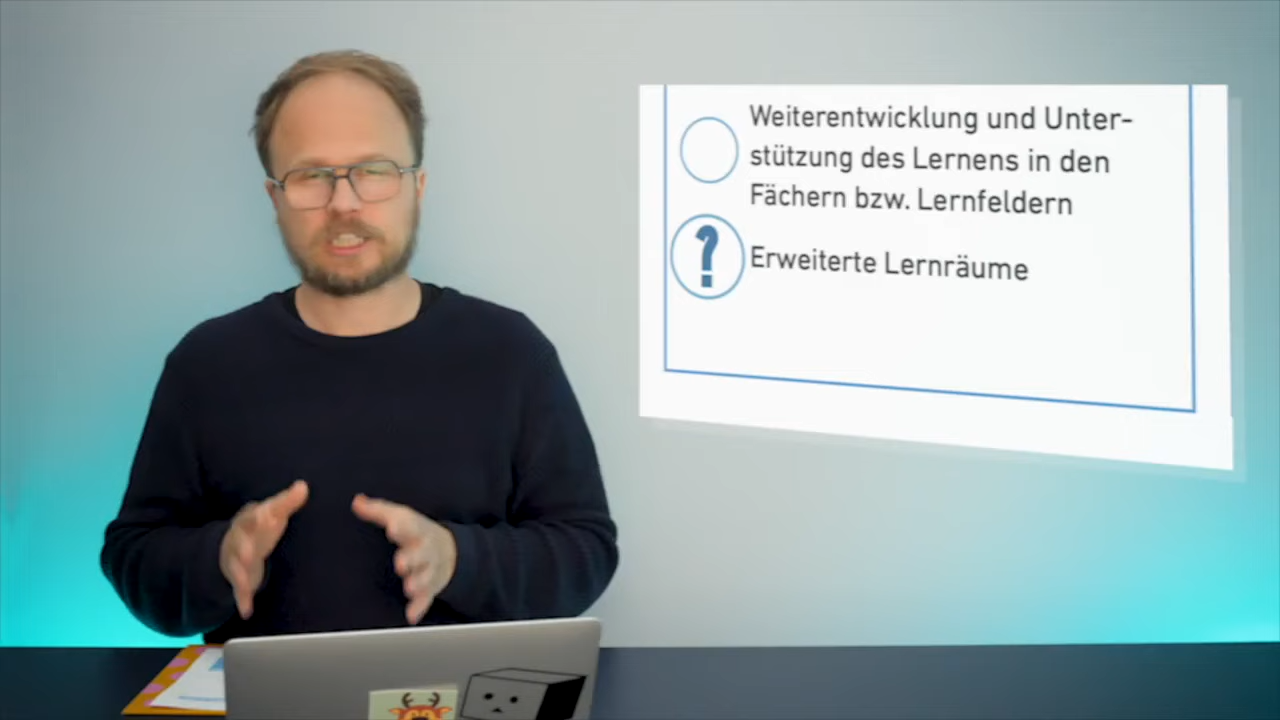 Weiterentwicklung und Unter-
stützung des Lernens in den
Fächern bzw. Lernfeldern
? Erweiterte Lernräume